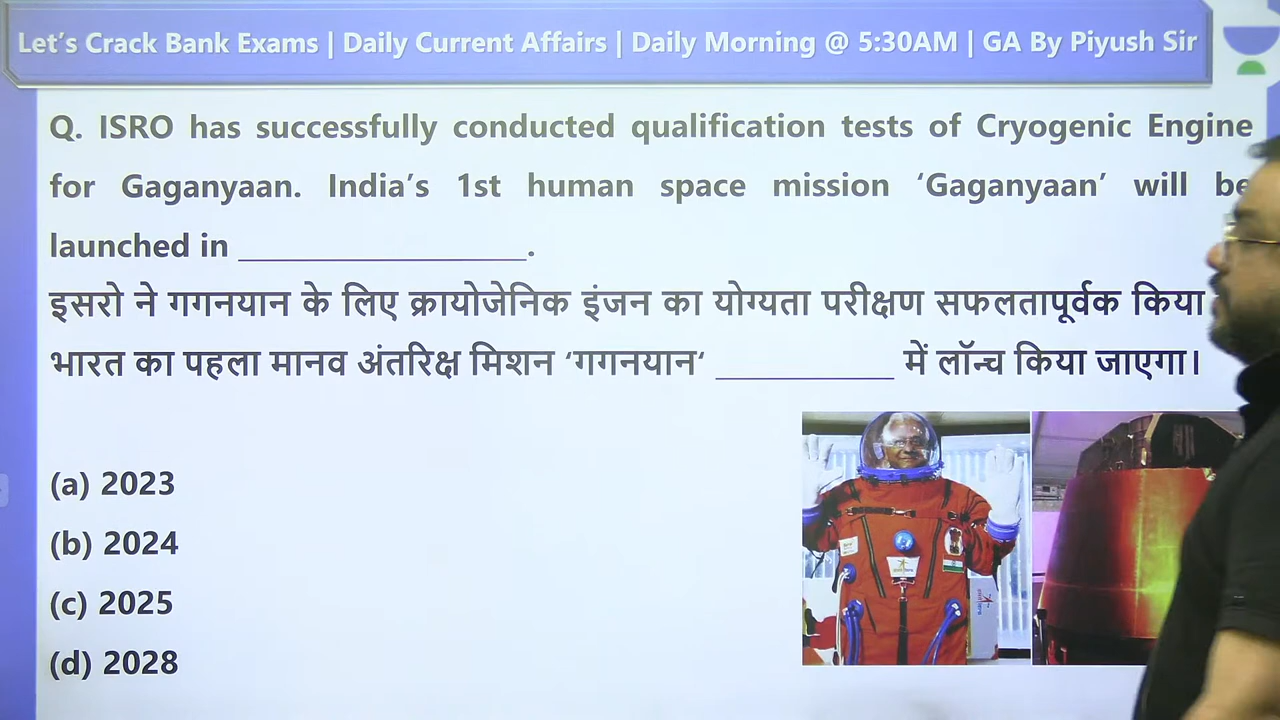 Let’s Crack Bank Exams | Daily Current Affairs | Daily Morning @ 5:30AM | GA By Piyush Sir
Q. ISRO has successfully conducted qualification tests of Cryogenic Engine
for Gaganyaan. India’s 1st human space mission ‘Gaganyaan’ will be
launched in _________________.
इसरो ने गगनयान के लिए क्रायोजेनिक इंजन का योग्यता परीक्षण सफलतापूर्वक किया
भारत का पहला मानव अंतरिक्ष मिशन ‘गगनयान‘ ___________ में लॉन्च किया जाएगा।
(a) 2023
(b) 2024
(c) 2025
(d) 2028